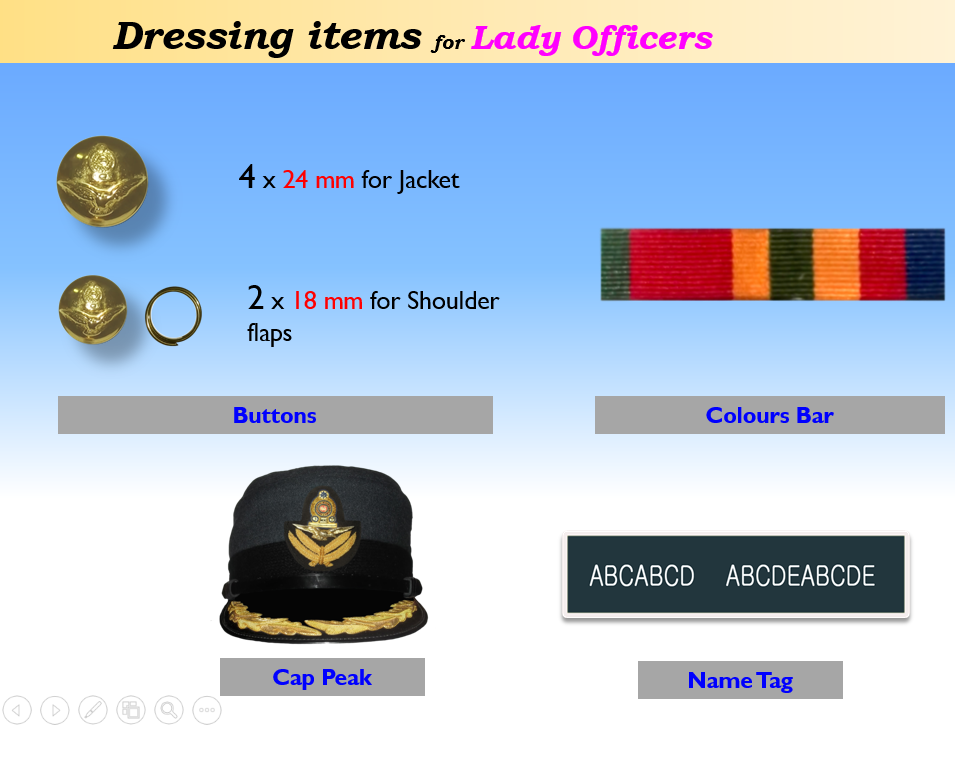 Dressing items for Lady Officers
4 x 24 mm for Jacket
2 x 18 mm for Shoulder
flaps
Buttons
Colours Bar
ABCABCD ABCDEABCDE
Cap Peak
Name Tag